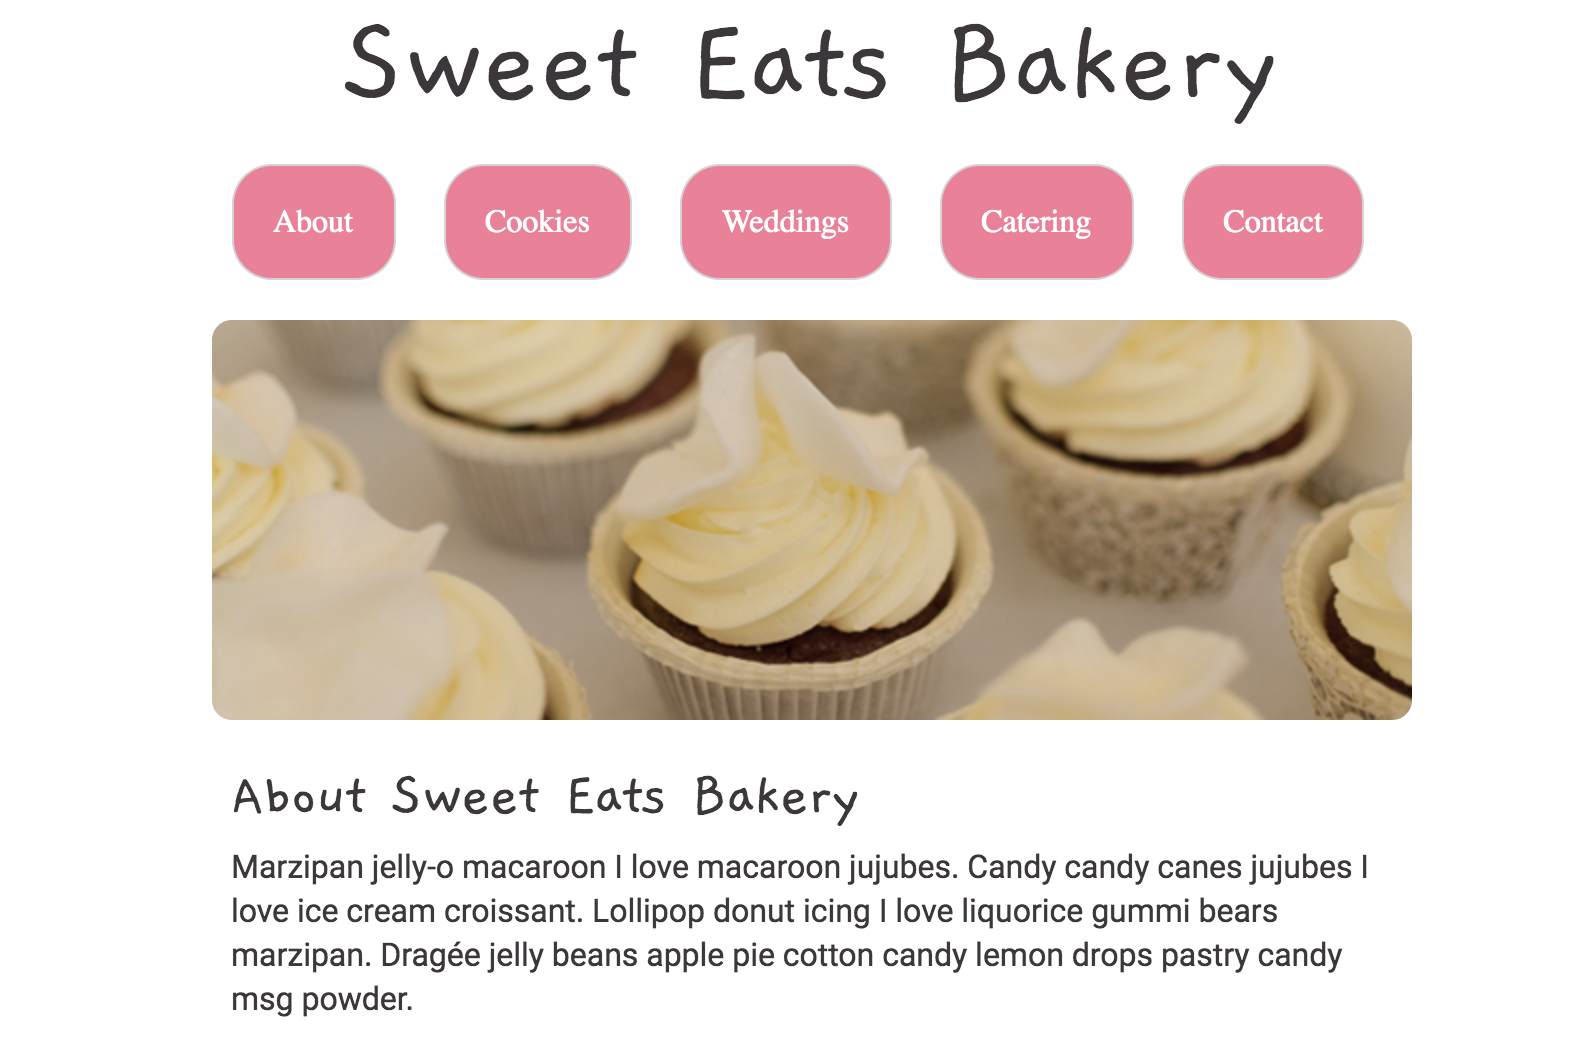 Sweet Eats Bakery
About Cookies Weddings Catering Contact
About Sweet Eats Bakery
Marzipan jelly-o macaroon I love macaroon jujubes. Candy candy canes jujubes I
love ice cream croissant. Lollipop donut icing I love liquorice gummi bears
marzipan. Dragée jelly beans apple pie cotton candy lemon drops pastry candy
msg powder.